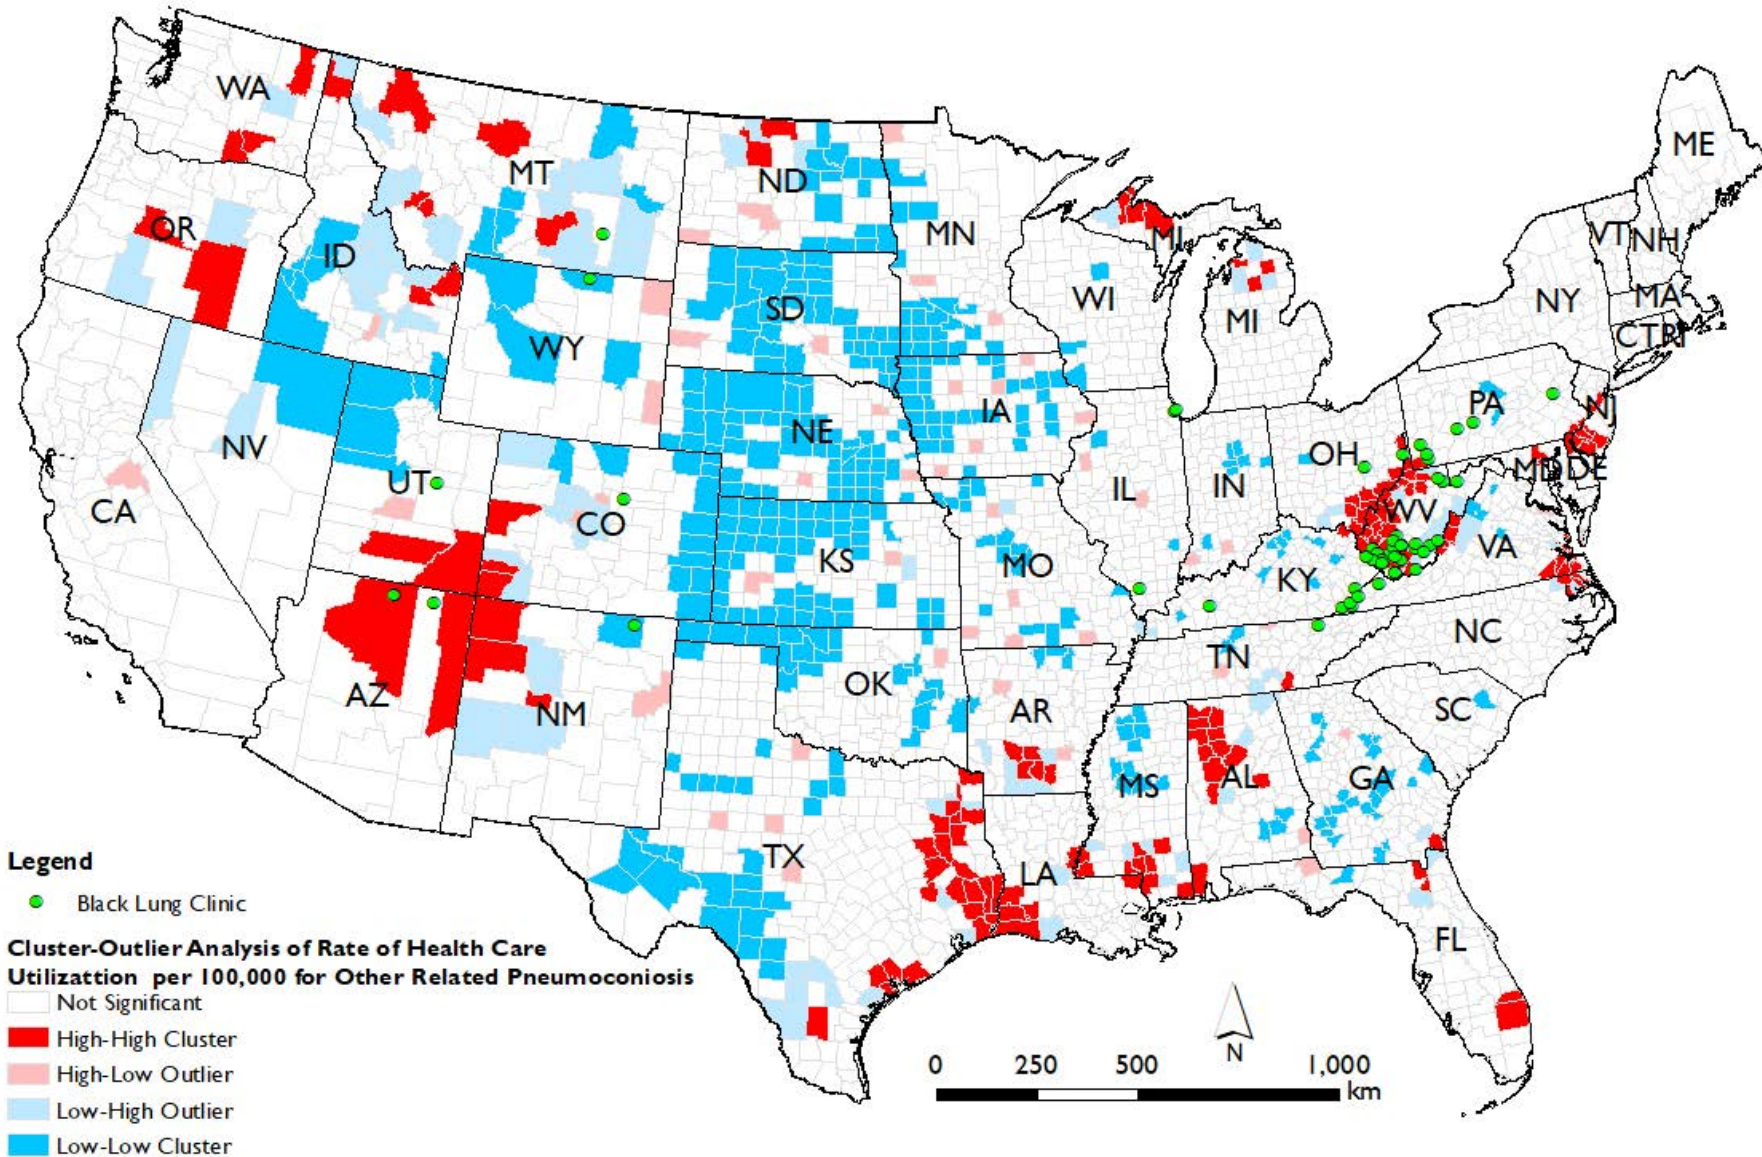 WA
ME
MT
ND
OR
MN
VT
NH
MI
ID
WI
NY
MA
SD
MI
CTRI
WY
IA
PA
NJ
NE
NV
OH
MD
DE
UT
IL
IN
CA
CO
WV
KS
MO
VA
KY
NC
TN
OK
AZ
NM
AR
SC
MS
AL
GA
TX
LA
FL
Legend
Black Lung Clinic
Cluster-Outlier Analysis of Rate of Health Care
Utilizattion per 100,000 for Other Related Pneumoconiosis
Not Significant
High-High Cluster
High-Low Outlier
Low-High Outlier
Low-Low Cluster
N
0 250 500 1,000
km